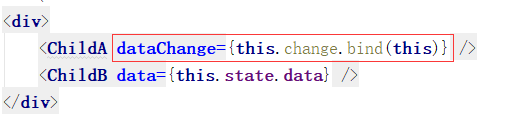 <div>
<ChildA dataChange={this.change.bind(this)} />
<ChildB data={this.state.data} />
</div>